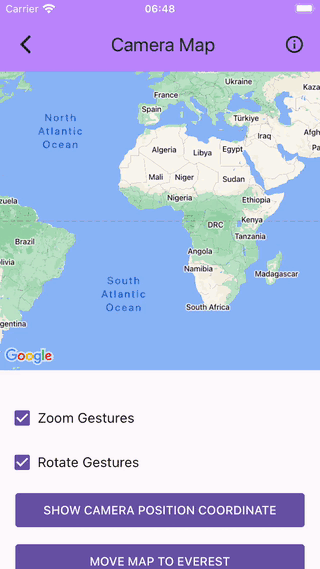 Carrier 06:48
Camera Map
Ukraine
Kaza
France
North
Atlantic
Ocean
Spain
Türkiye
Iraq
Afgh
Algeria
Libya
Egypt
Pa
Mali
Niger
Sudan
Nigeria
Ethiopia
zuela
Kenya
DRC
Tanzania
Brazil
Angola
livia
Namibia
Madagascar
South
Atlantic
Ocean
South Africa
gentina
Google
Zoom Gestures
Rotate Gestures
SHOW CAMERA POSITION COORDINATE
MOVE MAP TO EVEREST